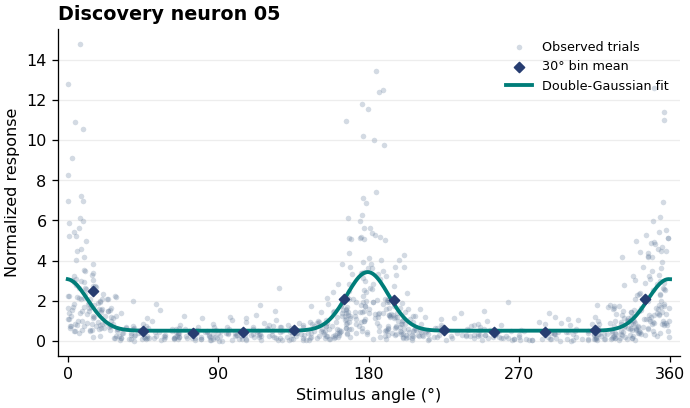 Discovery neuron 05
Observed trials
30° bin mean
Double-Gaussian fit
Normalized response
14
12
10
8
6
4
2
0
0 90 180 270 360
Stimulus angle (°)